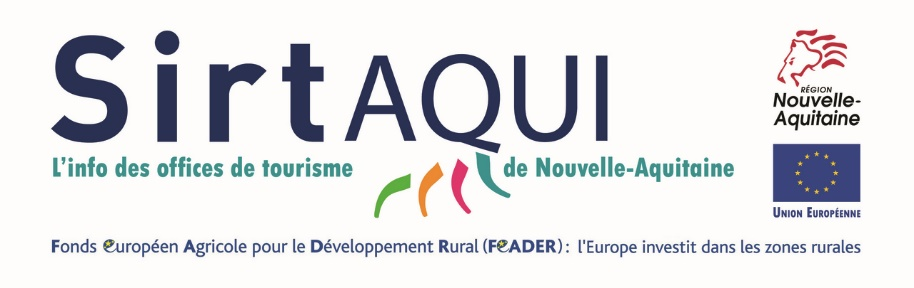 SirtAQUI
L'info des offices de tourisme de Nouvelle-Aquitaine
RÉGION
Nouvelle-
Aquitaine
UNION EUROPÉENNE
Fonds européen Agricole pour le Développement Rural (FeADER) : l'Europe investit dans les zones rurales